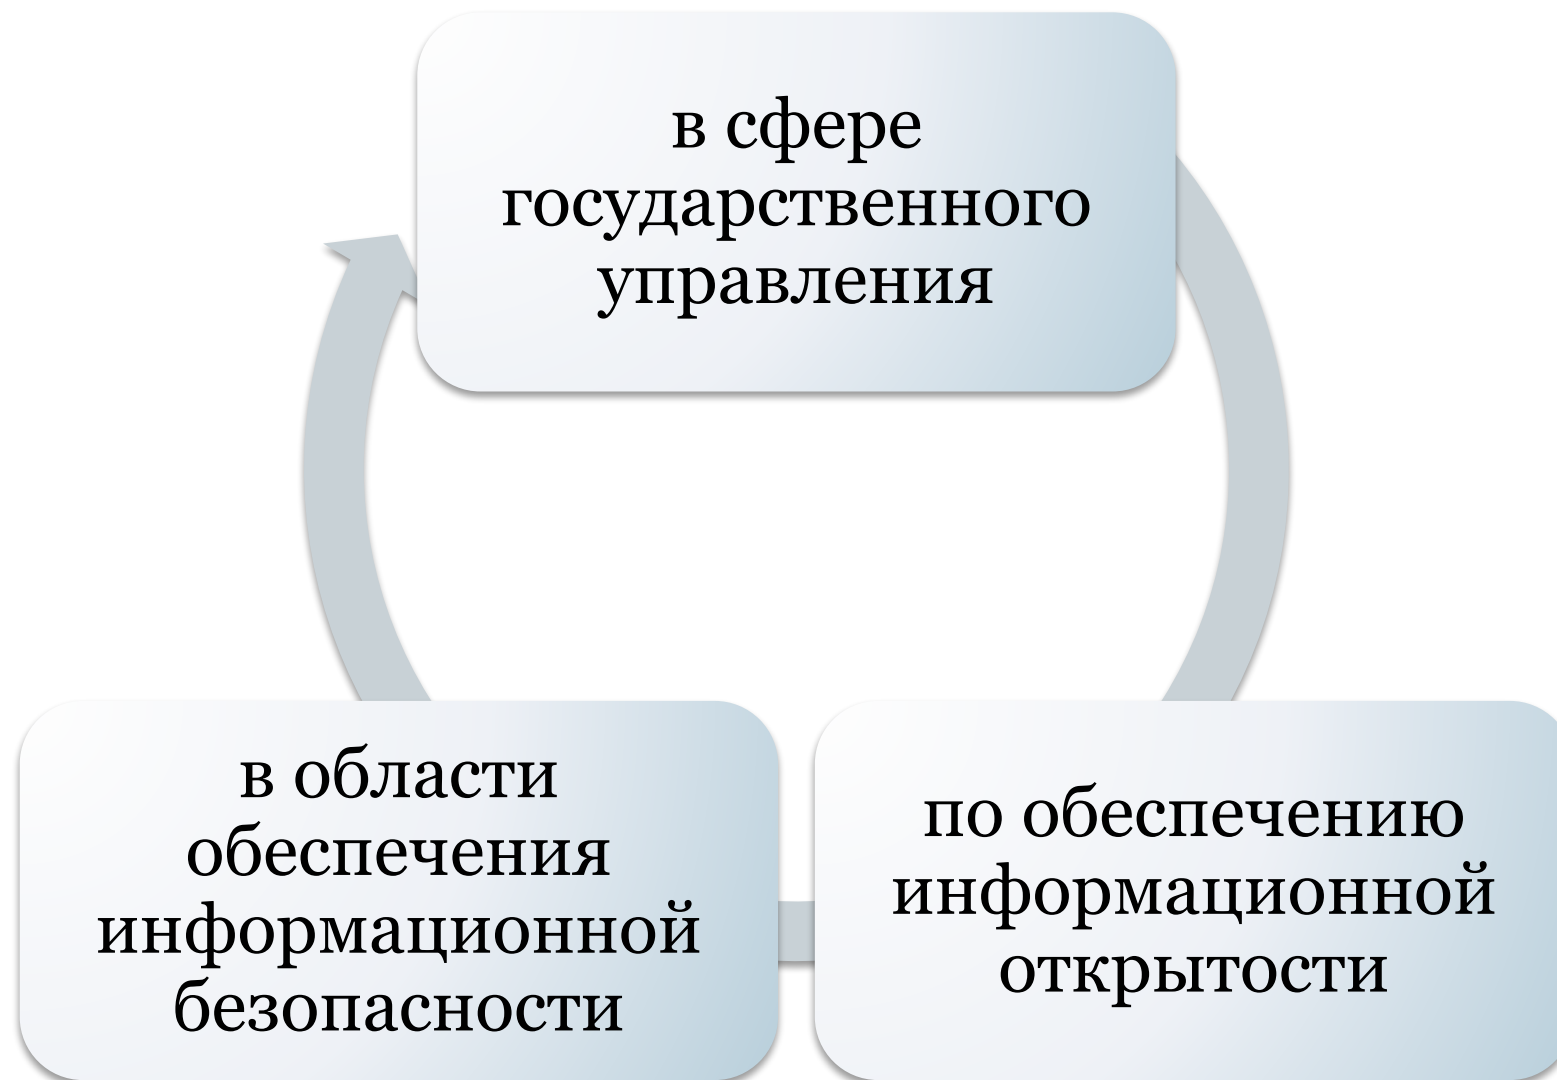 в сфере
государственного
управления
в области
обеспечения
информационной
безопасности
по обеспечению
информационной
открытости